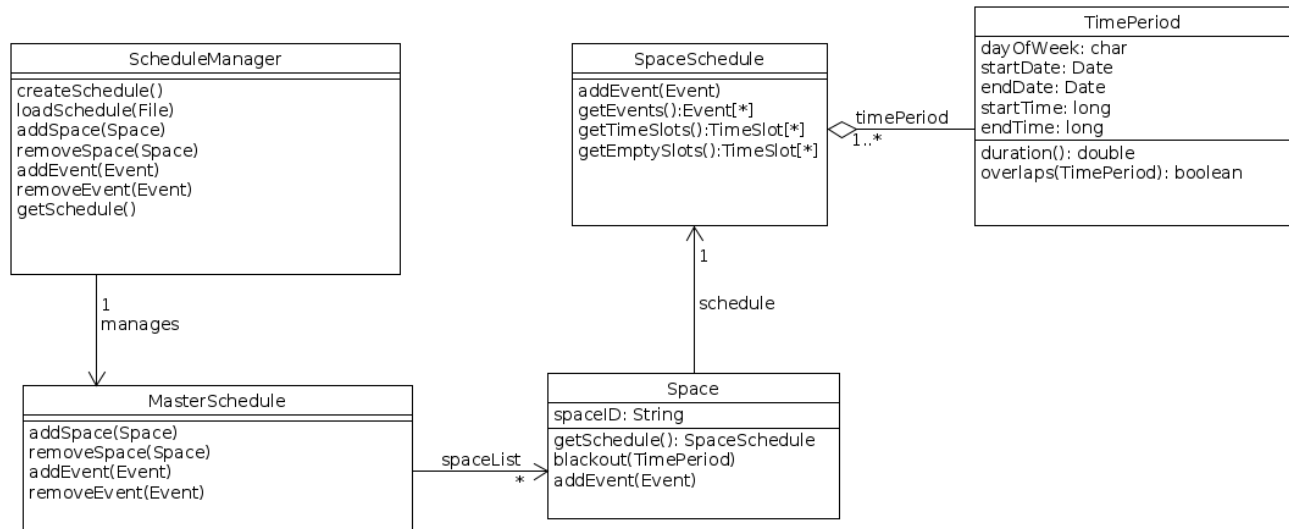 ScheduleManager
createSchedule()
loadSchedule(File)
addSpace(Space)
removeSpace(Space)
addEvent(Event)
removeEvent(Event)
getSchedule()
1
manages
SpaceSchedule
addEvent(Event)
getEvents():Event[*]
getTimeSlots():TimeSlot[*]
getEmptySlots():TimeSlot[*]
timePeriod
1..*
TimePeriod
dayOfWeek: char
startDate: Date
endDate: Date
startTime: long
endTime: long
duration(): double
overlaps(TimePeriod): boolean
1
schedule
MasterSchedule
addSpace(Space)
removeSpace(Space)
addEvent(Event)
removeEvent(Event)
spaceList
*
Space
spaceID: String
getSchedule(): SpaceSchedule
blackout(TimePeriod)
addEvent(Event)